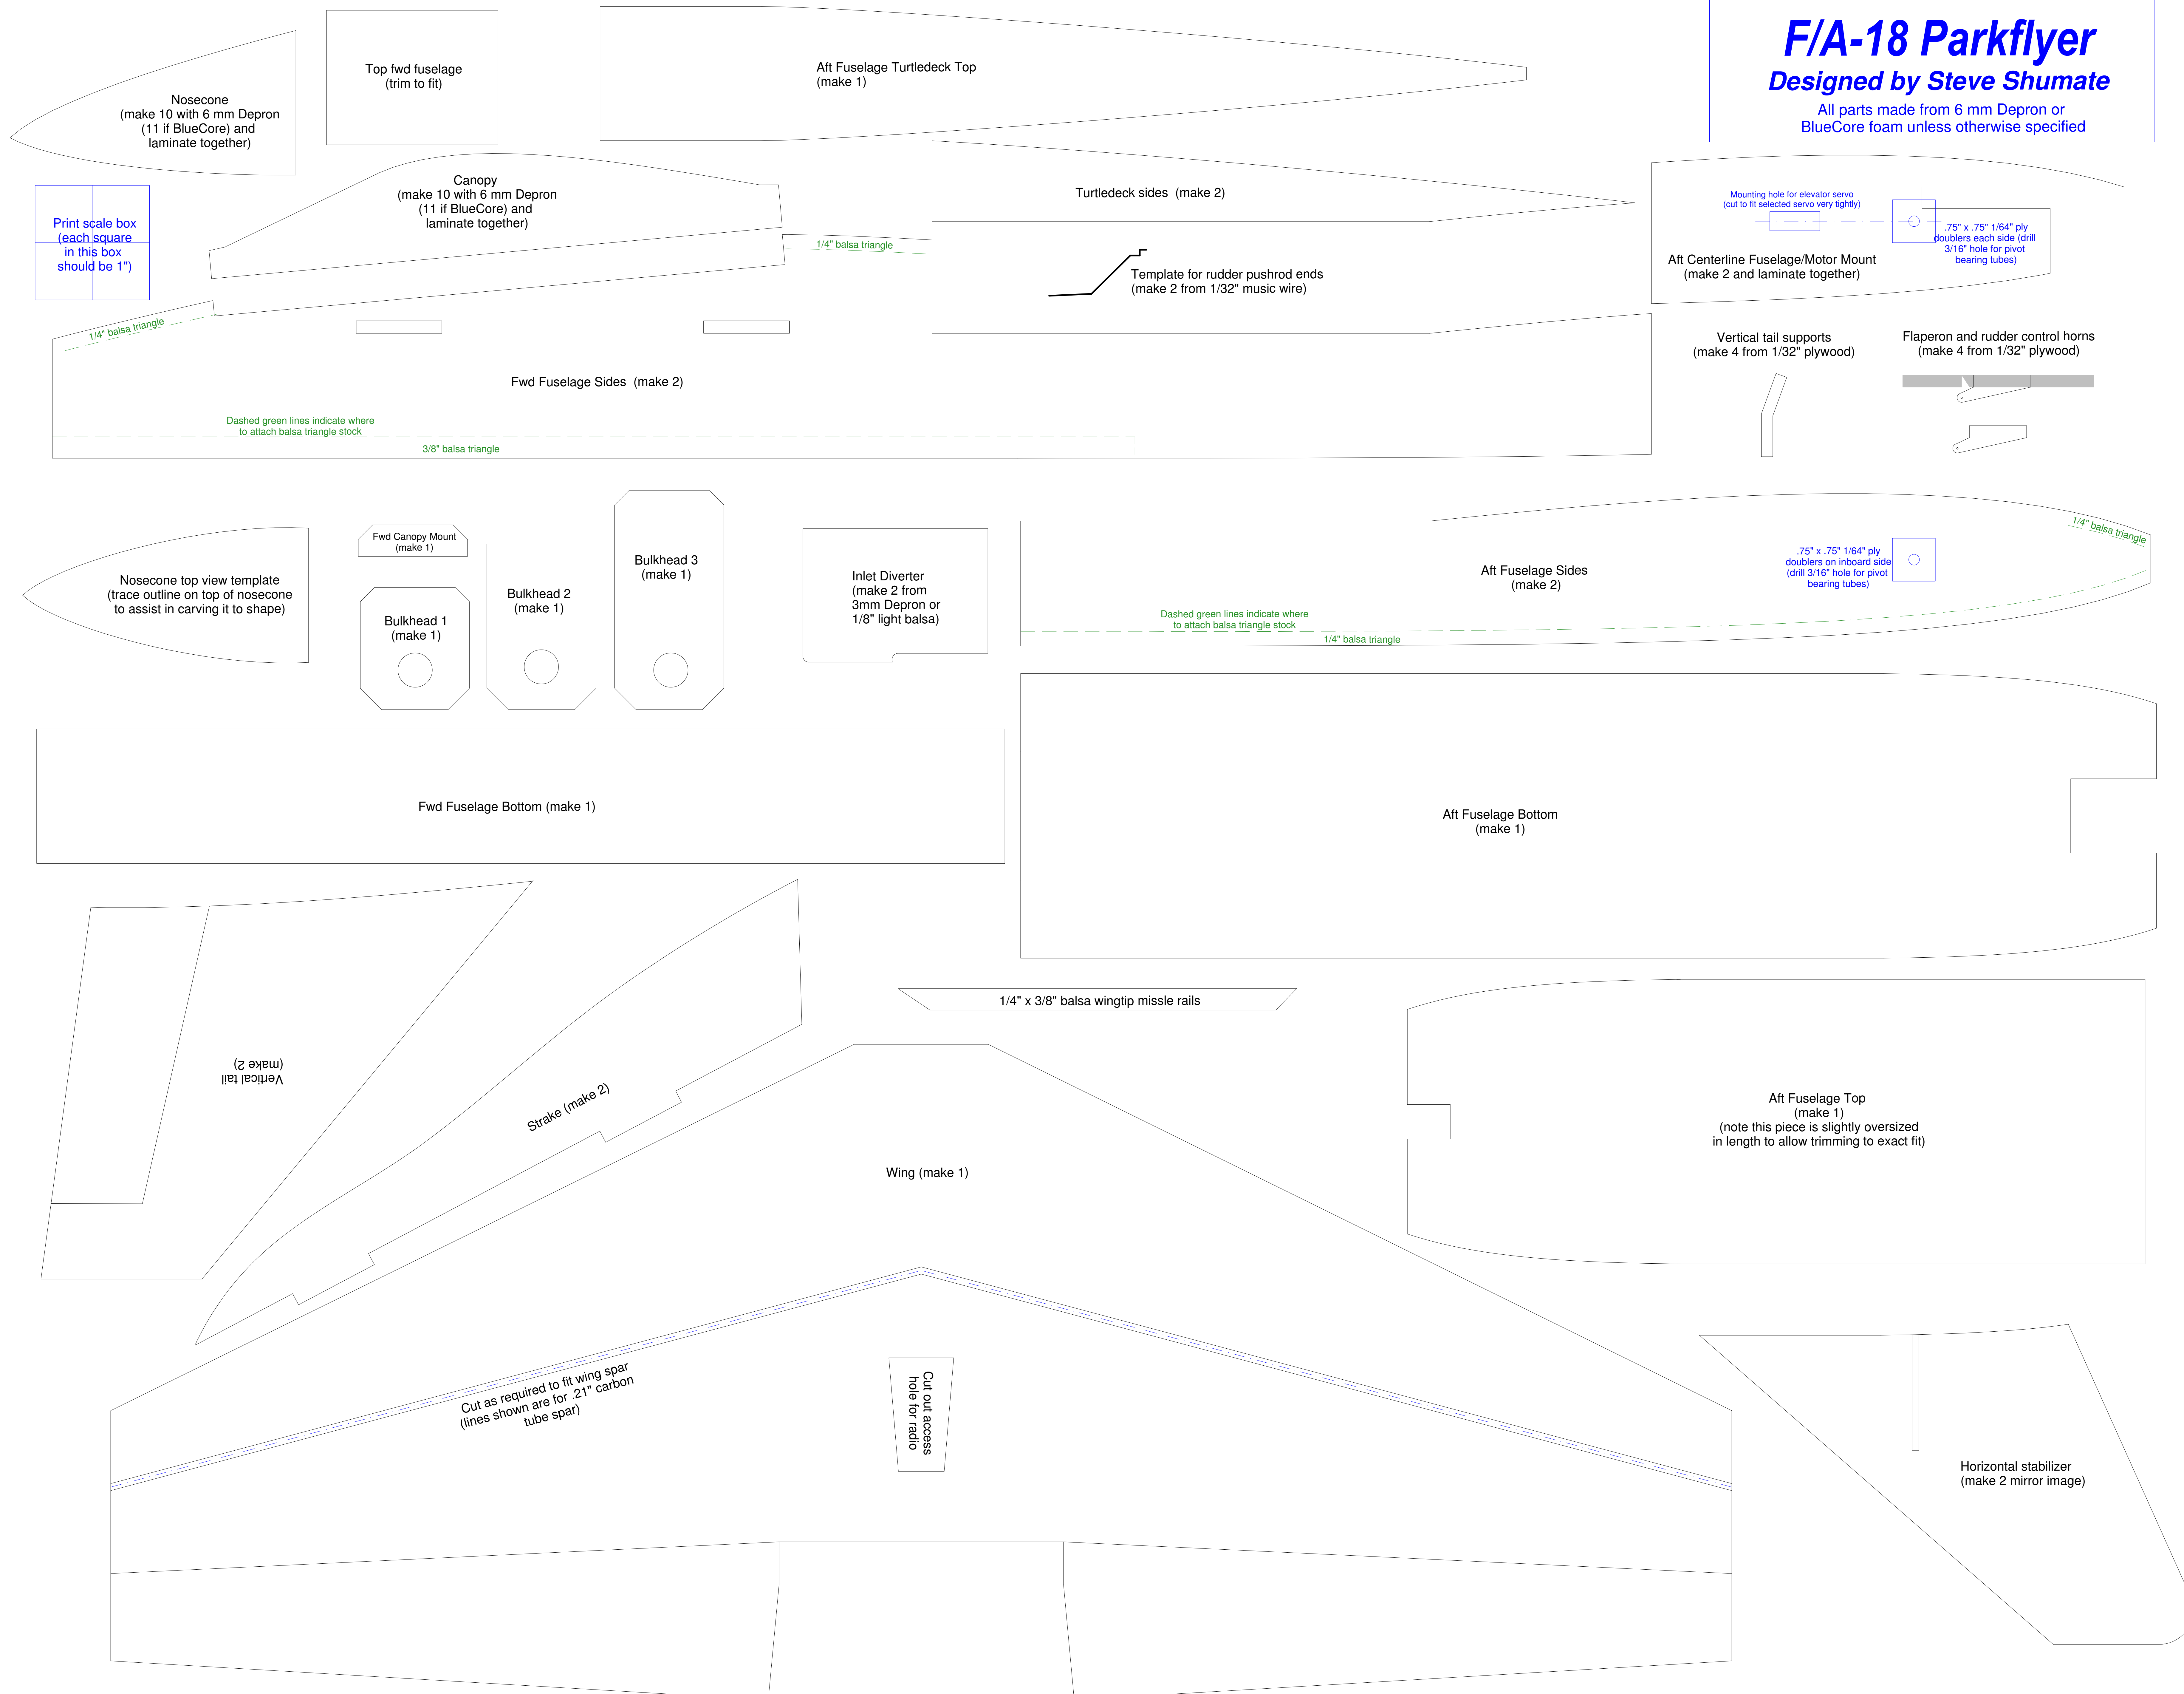 F/A-18 Parkflyer
Designed by Steve Shumate
All parts made from 6 mm Depron or
BlueCore foam unless otherwise specified
Nosecone
(make 10 with 6 mm Depron
(11 if BlueCore) and
laminate together)
Top fwd fuselage
(trim to fit)
Aft Fuselage Turtledeck Top
(make 1)
Canopy
(make 10 with 6 mm Depron
(11 if BlueCore) and
laminate together)
Turtledeck sides (make 2)
Print scale box
(each square
in this box
should be 1")
1/4" balsa triangle
Template for rudder pushrod ends
(make 2 from 1/32" music wire)
Mounting hole for elevator servo
(cut to fit selected servo very tightly)
.75" x .75" 1/64" ply
doublers each side (drill
3/16" hole for pivot
bearing tubes)
Aft Centerline Fuselage/Motor Mount
(make 2 and laminate together)
1/4" balsa triangle
Fwd Fuselage Sides (make 2)
Vertical tail supports
(make 4 from 1/32" plywood)
Flaperon and rudder control horns
(make 4 from 1/32" plywood)
Dashed green lines indicate where
to attach balsa triangle stock
3/8" balsa triangle
Nosecone top view template
(trace outline on top of nosecone
to assist in carving it to shape)
Fwd Canopy Mount
(make 1)
Bulkhead 1
(make 1)
Bulkhead 2
(make 1)
Bulkhead 3
(make 1)
Inlet Diverter
(make 2 from
3mm Depron or
1/8" light balsa)
Aft Fuselage Sides
(make 2)
.75" x .75" 1/64" ply
doublers on inboard side
(drill 3/16" hole for pivot
bearing tubes)
1/4" balsa triangle
Dashed green lines indicate where
to attach balsa triangle stock
1/4" balsa triangle
Fwd Fuselage Bottom (make 1)
Aft Fuselage Bottom
(make 1)
1/4" x 3/8" balsa wingtip missle rails
Vertical tail
(make 2)
Strake (make 2)
Wing (make 1)
Aft Fuselage Top
(make 1)
(note this piece is slightly oversized
in length to allow trimming to exact fit)
Cut as required to fit wing spar
(lines shown are for .21" carbon
tube spar)
Cut out access
hole for radio
Horizontal stabilizer
(make 2 mirror image)